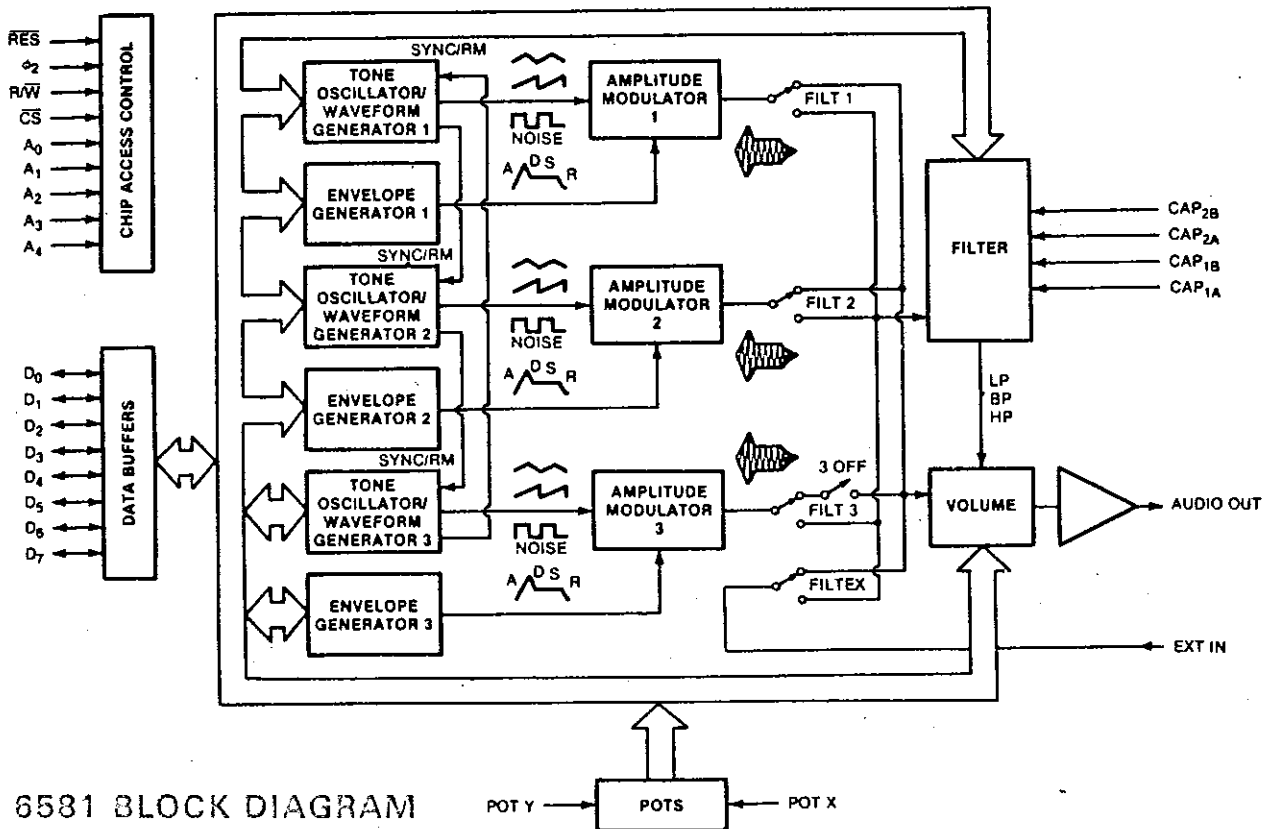 RES
ϕ2
R/W
CS
A0
A1
A2
A3
A4
CHIP ACCESS CONTROL
D0
D1
D2
D3
D4
D5
D6
D7
DATA BUFFERS
SYNC/RM
TONE
OSCILLATOR/
WAVEFORM
GENERATOR 1
NOISE
AMPLITUDE
MODULATOR
1
FILT 1
ENVELOPE
GENERATOR 1
A D S R
SYNC/RM
TONE
OSCILLATOR/
WAVEFORM
GENERATOR 2
NOISE
AMPLITUDE
MODULATOR
2
FILT 2
ENVELOPE
GENERATOR 2
A D S R
SYNC/RM
TONE
OSCILLATOR/
WAVEFORM
GENERATOR 3
NOISE
AMPLITUDE
MODULATOR
3
3 OFF
FILT 3
ENVELOPE
GENERATOR 3
A D S R
FILTEX
FILTER
CAP2B
CAP2A
CAP1B
CAP1A
LP
BP
HP
VOLUME
AUDIO OUT
EXT IN
POT Y
POTS
POT X
6581 BLOCK DIAGRAM